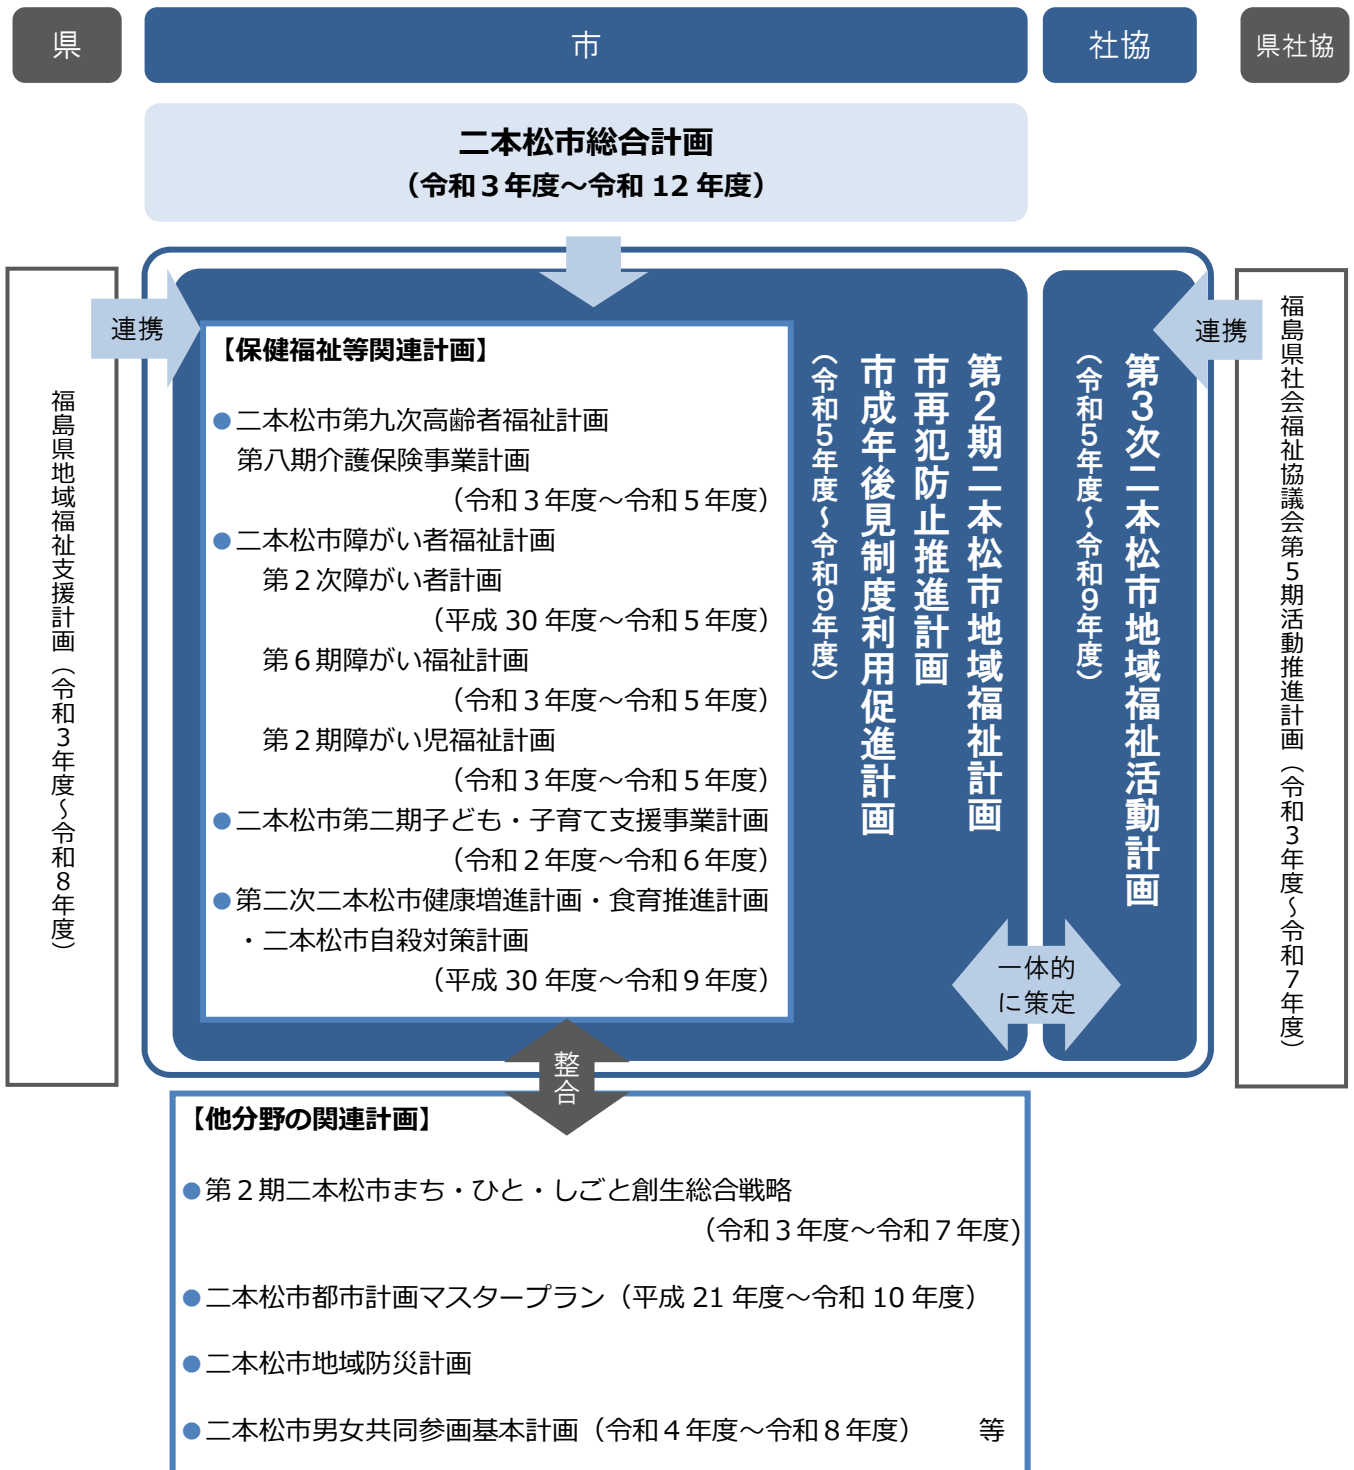 県
市
社協
県社協
二本松市総合計画
（令和３年度～令和 12 年度）
連携
連携
福島県地域福祉支援計画（令和３年度～令和８年度）
【保健福祉等関連計画】
●二本松市第九次高齢者福祉計画
第八期介護保険事業計画
（令和３年度～令和５年度）
●二本松市障がい者福祉計画
第２次障がい者計画
（平成 30 年度～令和５年度）
第６期障がい福祉計画
（令和３年度～令和５年度）
第２期障がい児福祉計画
（令和３年度～令和５年度）
●二本松市第二期子ども・子育て支援事業計画
（令和２年度～令和６年度）
●第二次二本松市健康増進計画・食育推進計画
・二本松市自殺対策計画
（平成 30 年度～令和９年度）
第２期二本松市地域福祉計画
市再犯防止推進計画
市成年後見制度利用促進計画
（令和５年度～令和９年度）
第３次二本松市地域福祉活動計画
（令和５年度～令和９年度）
福島県社会福祉協議会第５期活動推進計画（令和３年度～令和７年度）
一体的
に策定
整合
【他分野の関連計画】
●第２期二本松市まち・ひと・しごと創生総合戦略
（令和３年度～令和７年度)
●二本松市都市計画マスタープラン（平成 21 年度～令和 10 年度）
●二本松市地域防災計画
●二本松市男女共同参画基本計画（令和４年度～令和８年度） 等